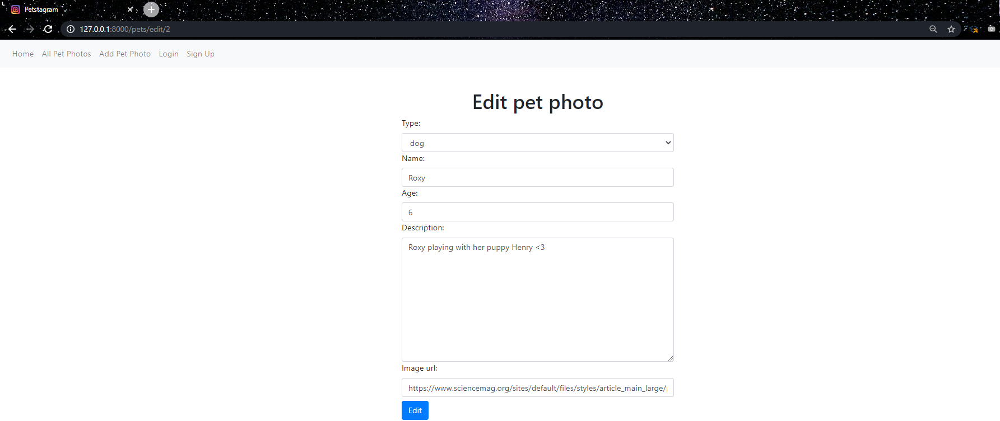 Petstagram
127.0.0.1:8000/pets/edit/2
Home All Pet Photos Add Pet Photo Login Sign Up
Edit pet photo
Type:
dog
Name:
Roxy
Age:
6
Description:
Roxy playing with her puppy Henry <3
Image url:
https://www.sciencemag.org/sites/default/files/styles/article_main_large/
Edit